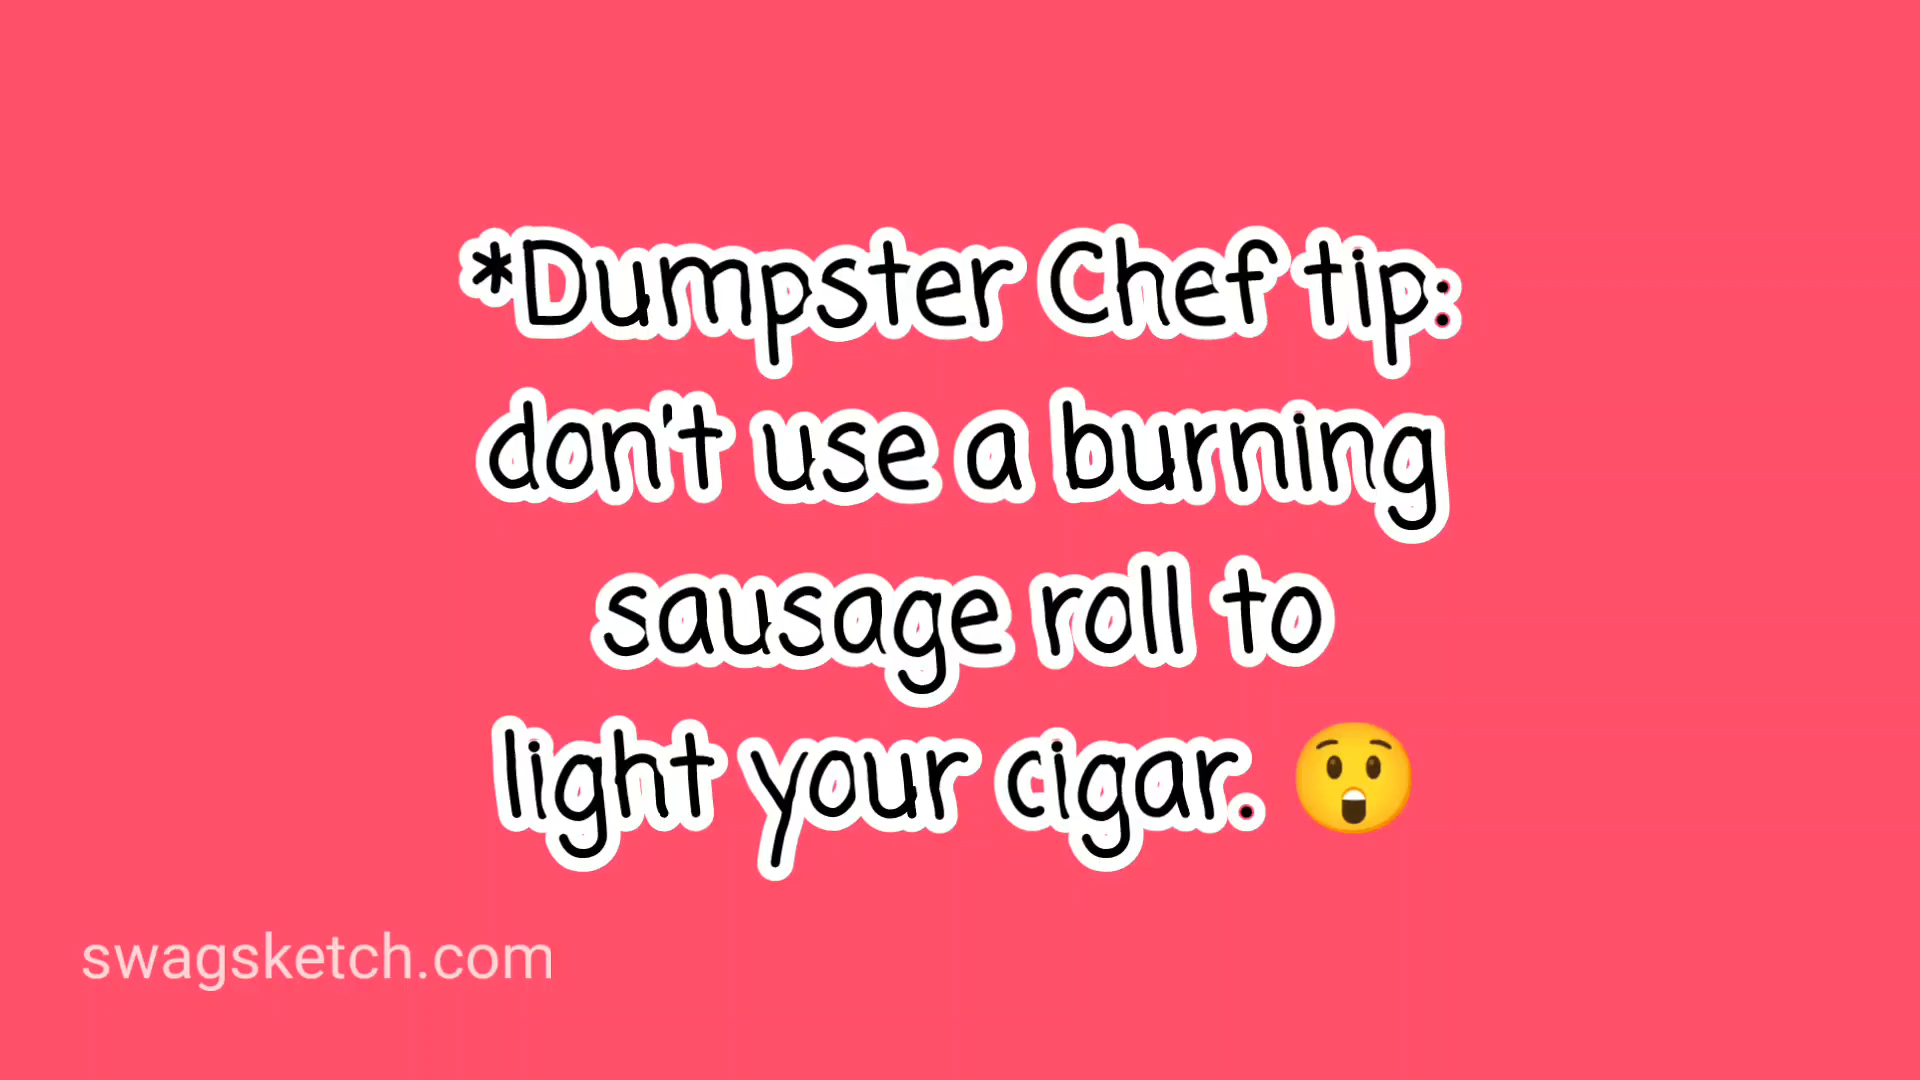 *Dumpster Chef tip:
don't use a burning
sausage roll to
light your cigar. 😲
swagsketch.com